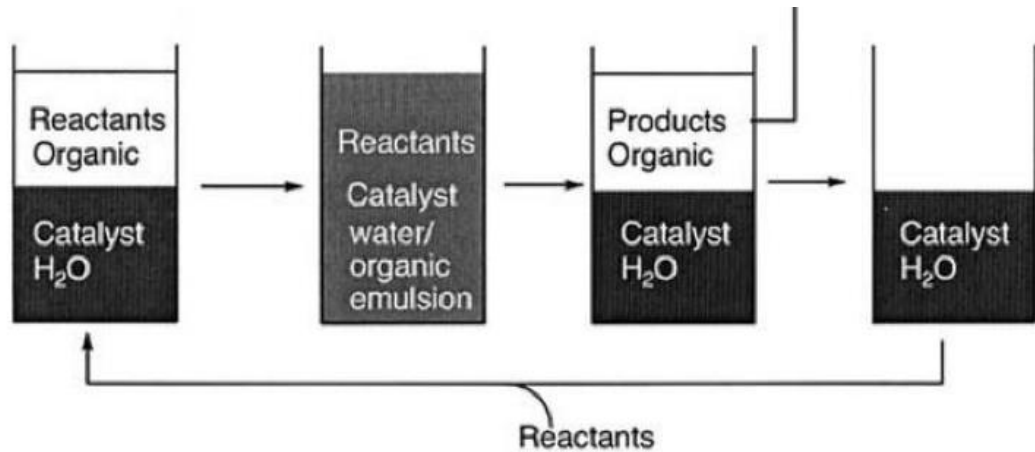 Reactants
Organic
Catalyst
H₂O
Reactants
Catalyst
water/
organic
emulsion
Products
Organic
Catalyst
H₂O
Catalyst
H₂O
Reactants